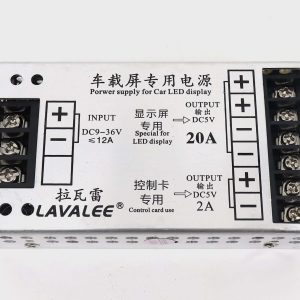 车载屏专用电源
Power supply for Car LED display
INPUT
DC9-36V
≤12A
+
-
显示屏
专用
Special for
LED display
OUTPUT
输出
DC5V
20A
+
+
-
-
控制卡
专用
Control card use
OUTPUT
输出
DC5V
2A
+
-
拉瓦雷
LAVALEE®